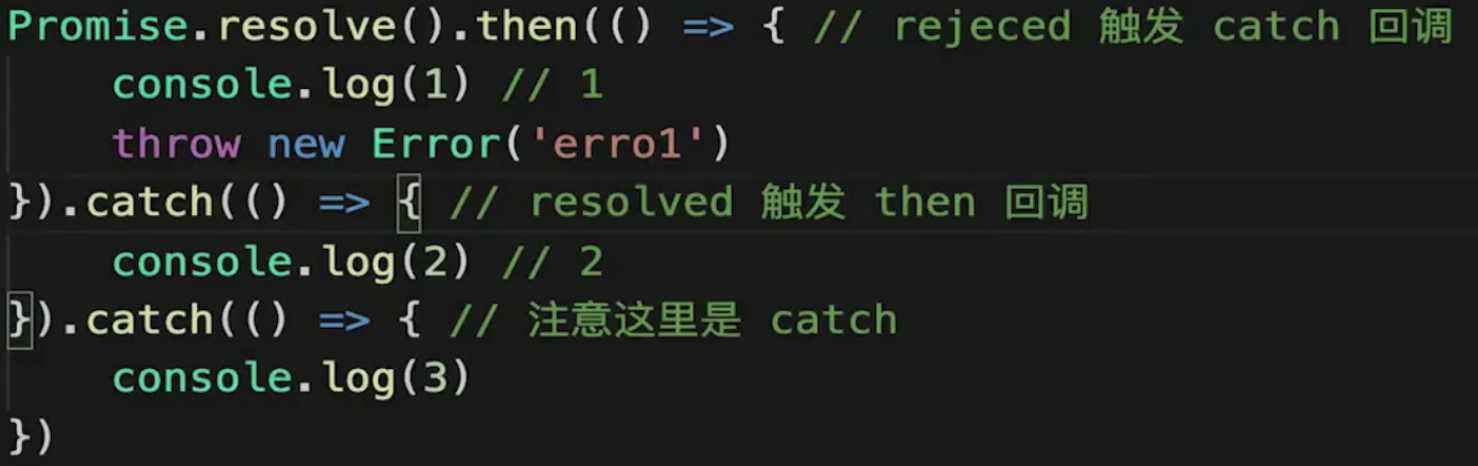 Promise.resolve().then(() => { // rejeced 触发 catch 回调
    console.log(1) // 1
    throw new Error('erro1')
}).catch(() => { // resolved 触发 then 回调
    console.log(2) // 2
}).catch(() => { // 注意这里是 catch
    console.log(3)
})